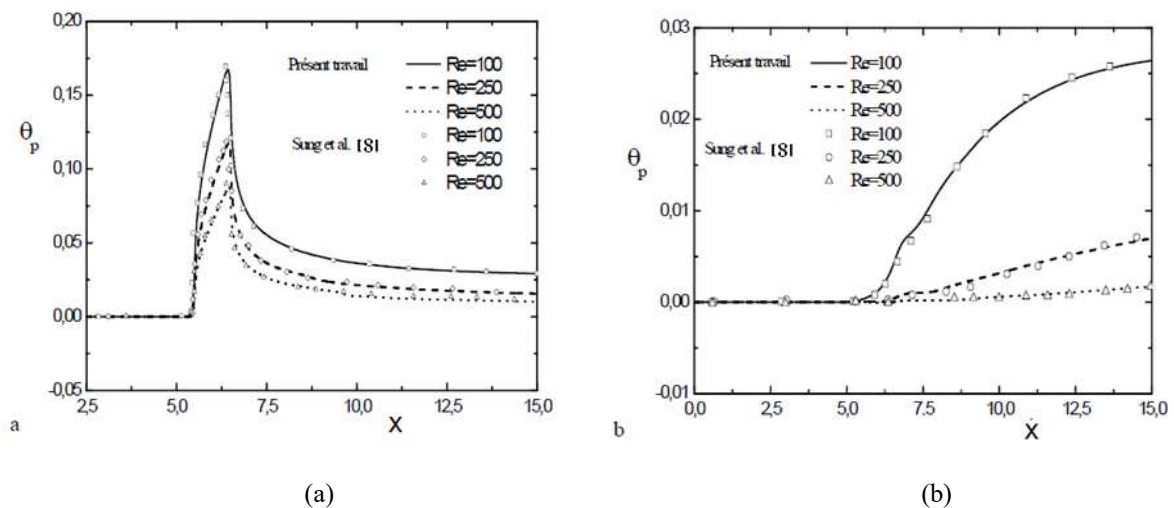 0,20
0,15
0,10
0,05
0,00
-0,05
θp
2,5 5,0 7,5 10,0 12,5 15,0
X
a
Présent travail
Re=100
Re=250
Re=500
Sung et al. [8]
Re=100
Re=250
Re=500
(a)
0,03
0,02
0,01
0,00
-0,01
θp
0,0 2,5 5,0 7,5 10,0 12,5 15,0
X
b
Présent travail
Re=100
Re=250
Re=500
Sung et al. [8]
Re=100
Re=250
Re=500
(b)